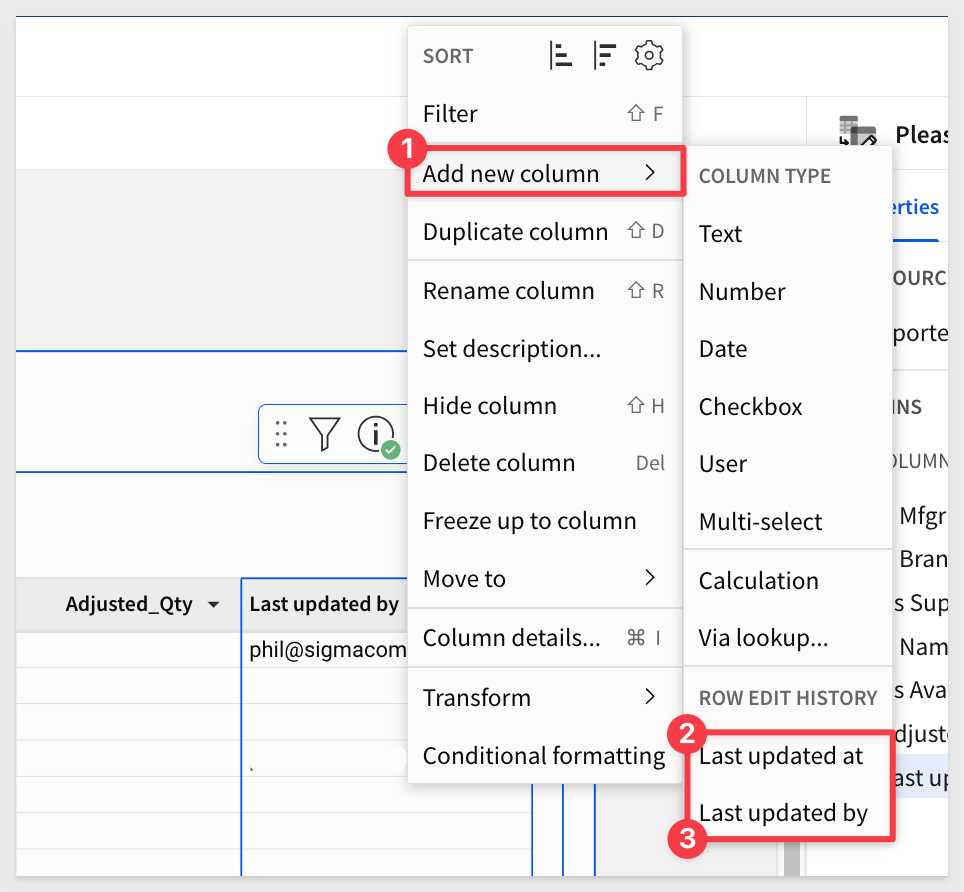 SORT
Filter ⇧ F
1
Add new column >
Duplicate column ⇧ D
Rename column ⇧ R
Set description...
Hide column ⇧ H
Delete column Del
Freeze up to column
Move to >
Column details... ⌘ I
Transform >
Conditional formatting
COLUMN TYPE
Text
Number
Date
Checkbox
User
Multi-select
Calculation
Via lookup...
ROW EDIT HISTORY
2
Last updated at
Last updated by
3
Adjusted_Qty
Last updated by
phil@sigmacom
Pleas
erties
OURC
porte
NS
OLUMN
Mfgr
Bran
s Sup
Nam
s Ava
djust
ast up